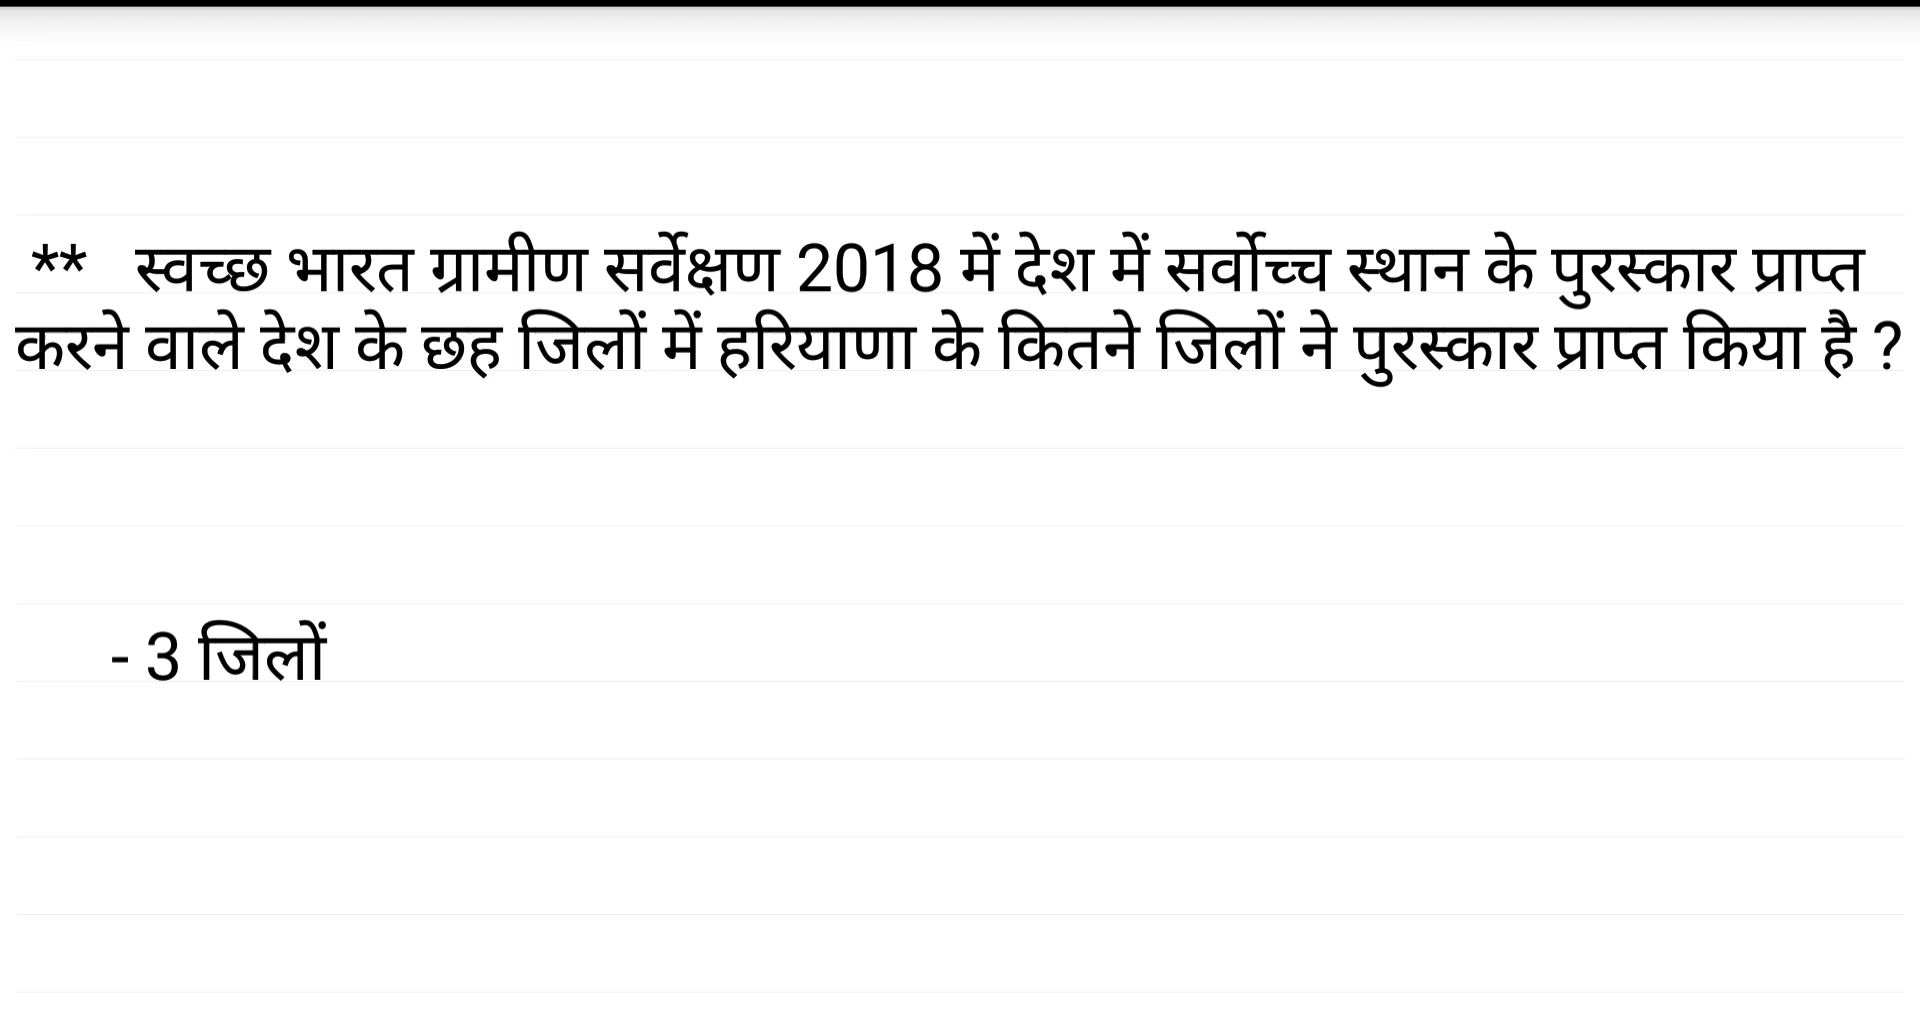 ** स्वच्छ भारत ग्रामीण सर्वेक्षण 2018 में देश में सर्वोच्च स्थान के पुरस्कार प्राप्त
करने वाले देश के छह जिलों में हरियाणा के कितने जिलों ने पुरस्कार प्राप्त किया है ?
- 3 जिलों